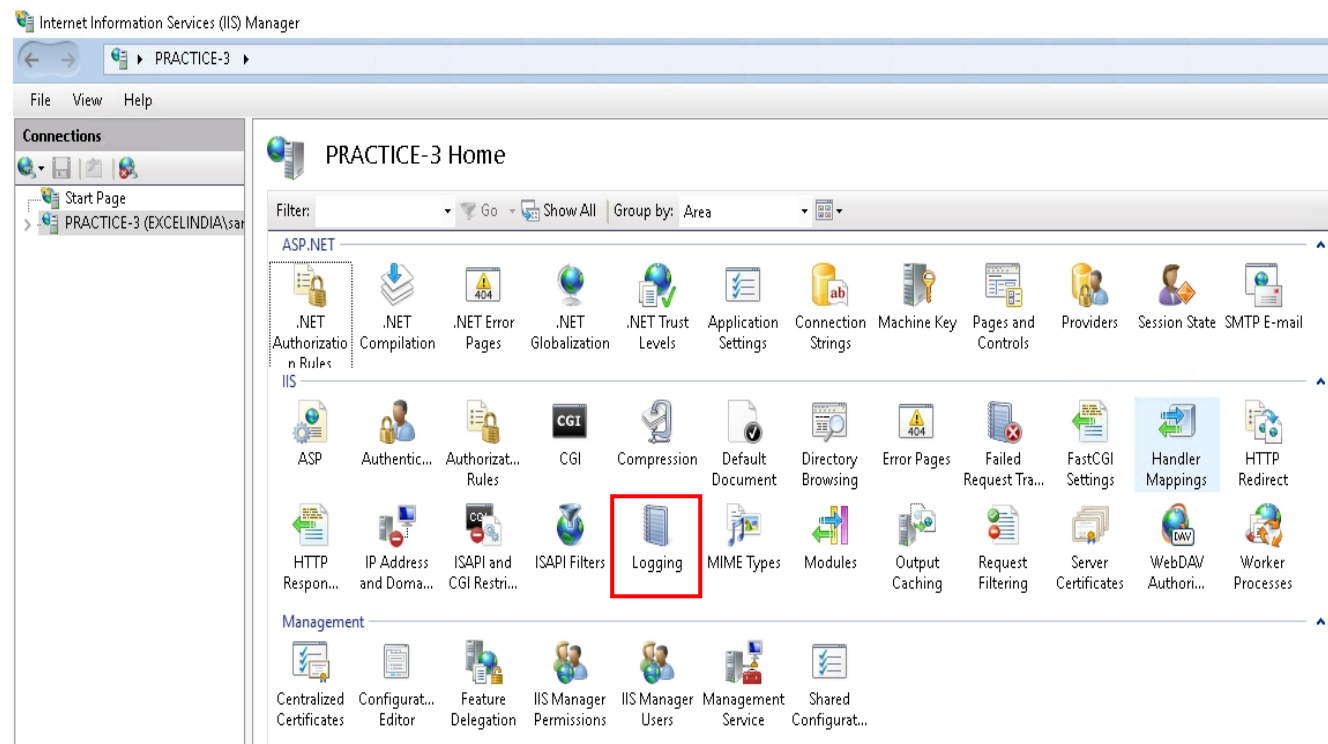 Internet Information Services (IIS) Manager
PRACTICE-3
File View Help
Connections
Start Page
PRACTICE-3 (EXCELINDIA\sar
PRACTICE-3 Home
Filter: Go Show All Group by: Area
ASP.NET
404 ab
.NET .NET .NET Error .NET .NET Trust Application Connection Machine Key Pages and Providers Session State SMTP E-mail
Authorizatio Compilation Pages Globalization Levels Settings Strings Controls
n Rules
IIS
CGI 404
ASP Authentic... Authorizat... CGI Compression Default Directory Error Pages Failed FastCGI Handler HTTP
Rules Document Browsing Request Tra... Settings Mappings Redirect
CGI DAV
HTTP IP Address ISAPI and ISAPI Filters Logging MIME Types Modules Output Request Server WebDAV Worker
Respon... and Doma... CGI Restri... Caching Filtering Certificates Authori... Processes
Management
Centralized Configurat... Feature IIS Manager IIS Manager Management Shared
Certificates Editor Delegation Permissions Users Service Configurat...